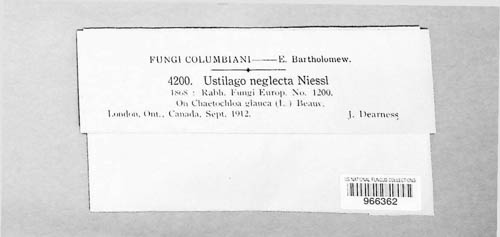 FUNGI COLUMBIANI——E. Bartholomew.
4200. Ustilago neglecta Niessl
1868 : Rabh. Fungi Europ. No. 1200.
On Chaetochloa glauca (L.) Beauv.
London, Ont., Canada, Sept. 1912. J. Dearness
US NATIONAL FUNGUS COLLECTIONS
966362